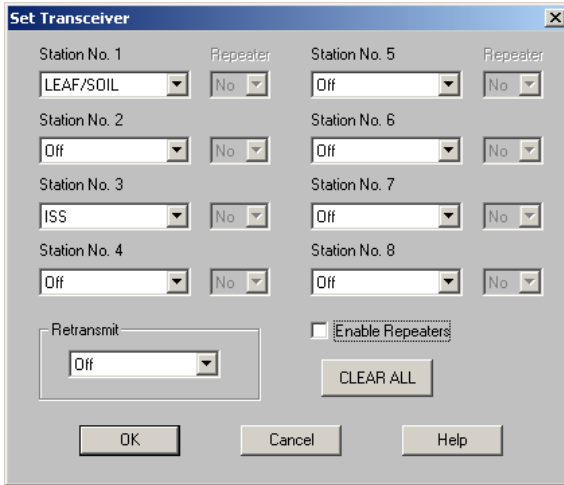 Set Transceiver
Station No. 1 Repeater Station No. 5 Repeater
LEAF/SOIL No Off No
Station No. 2 Station No. 6
Off No Off No
Station No. 3 Station No. 7
ISS No Off No
Station No. 4 Station No. 8
Off No Off No
Retransmit Enable Repeaters
Off
CLEAR ALL
OK Cancel Help